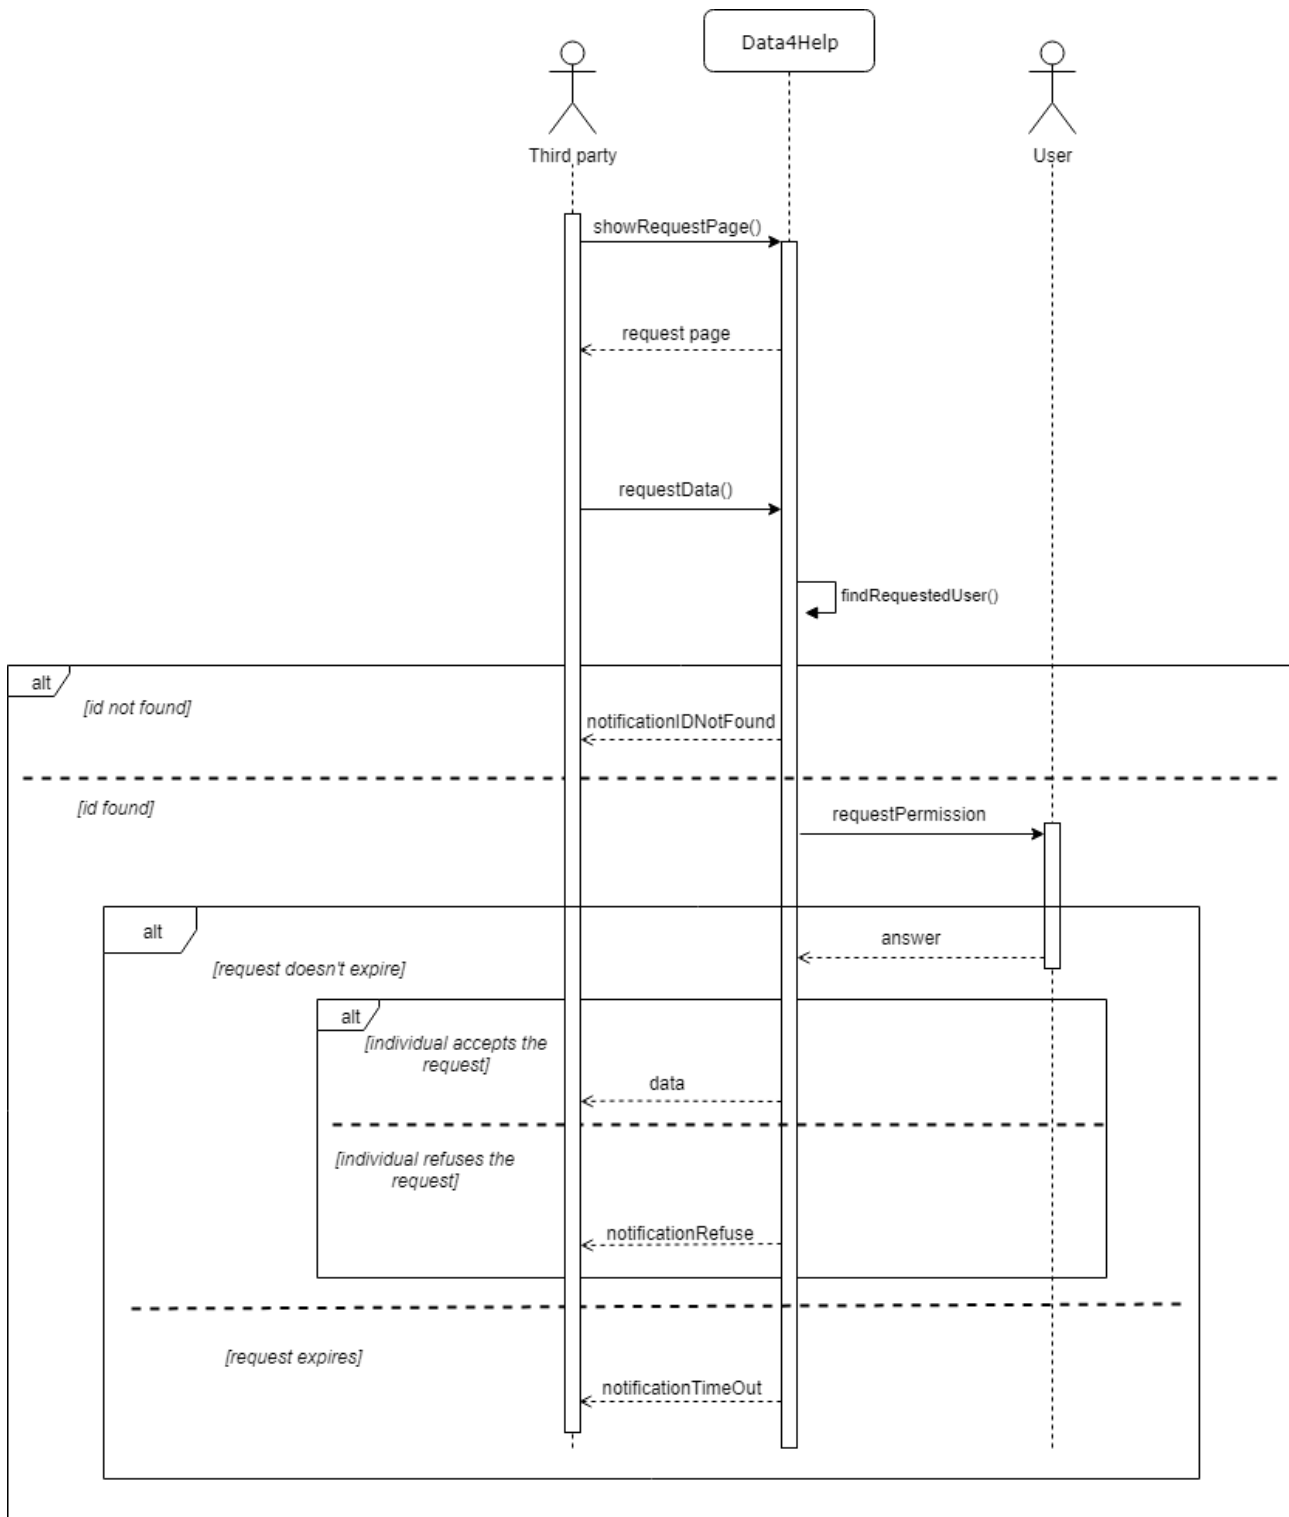 Data4Help
Third party
User
showRequestPage()
request page
requestData()
findRequestedUser()
alt
[id not found]
notificationIDNotFound
[id found]
requestPermission
alt
answer
[request doesn't expire]
alt
[individual accepts the
request]
data
[individual refuses the
request]
notificationRefuse
[request expires]
notificationTimeOut